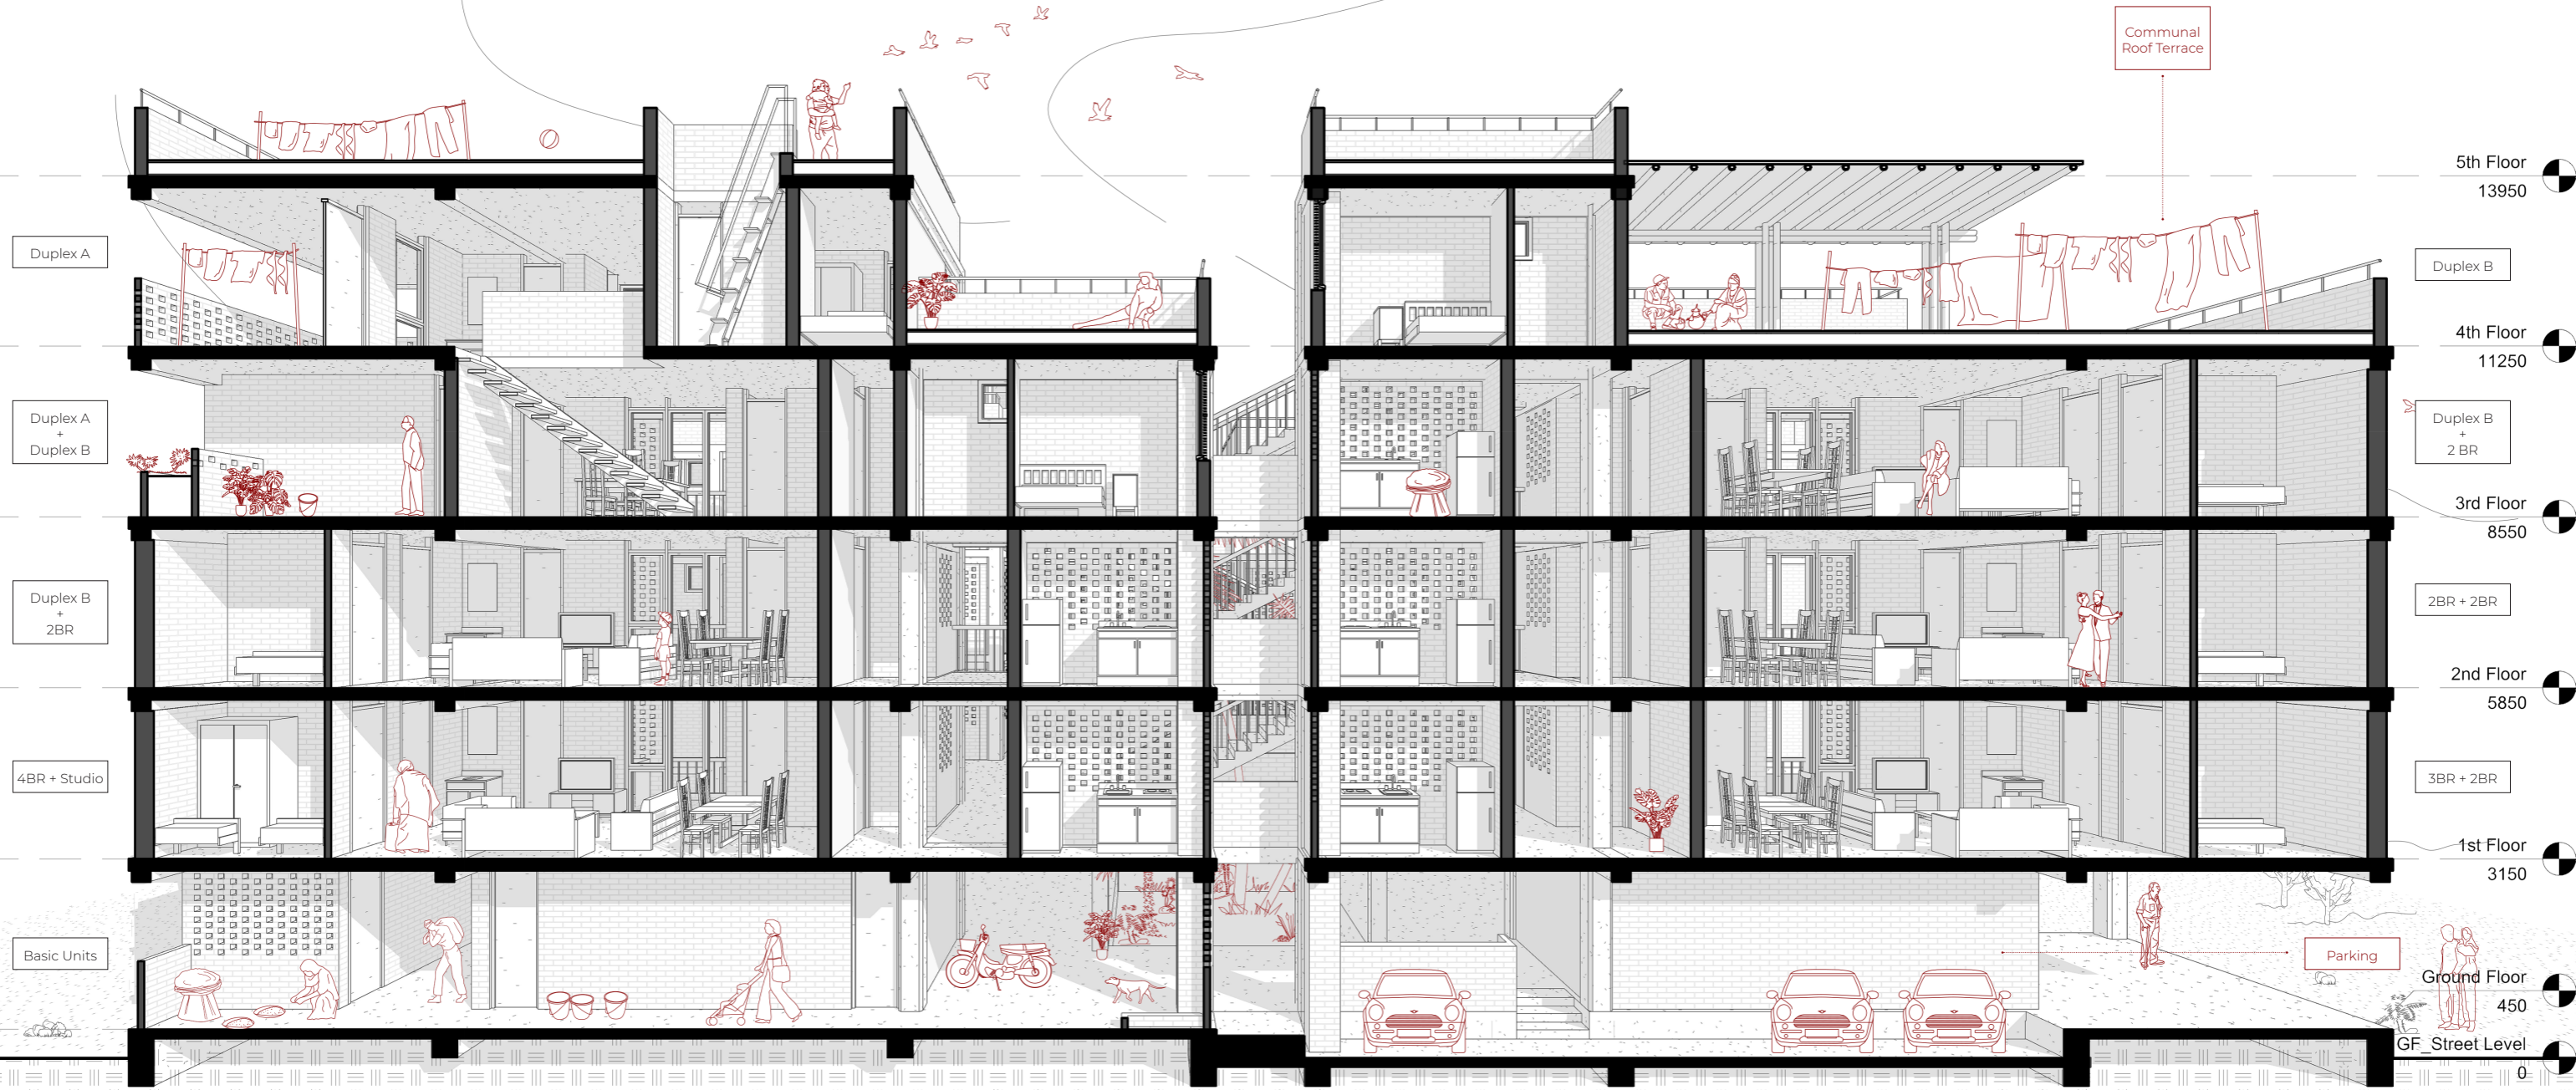 Communal
Roof Terrace
5th Floor
13950
Duplex A
Duplex B
4th Floor
11250
Duplex A
+
Duplex B
Duplex B
+
2 BR
3rd Floor
8550
Duplex B
+
2BR
2BR + 2BR
2nd Floor
5850
4BR + Studio
3BR + 2BR
1st Floor
3150
Basic Units
Parking
Ground Floor
450
GF_Street Level
0